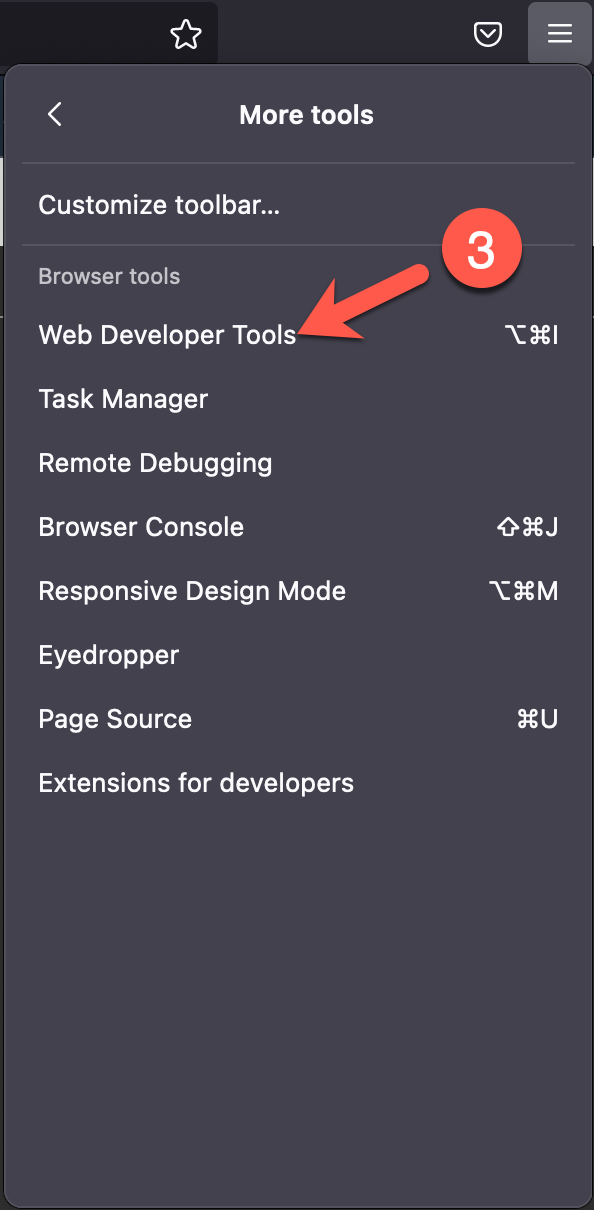 More tools
Customize toolbar...
3
Browser tools
Web Developer Tools ⌥⌘I
Task Manager
Remote Debugging
Browser Console ⇧⌘J
Responsive Design Mode ⌥⌘M
Eyedropper
Page Source ⌘U
Extensions for developers